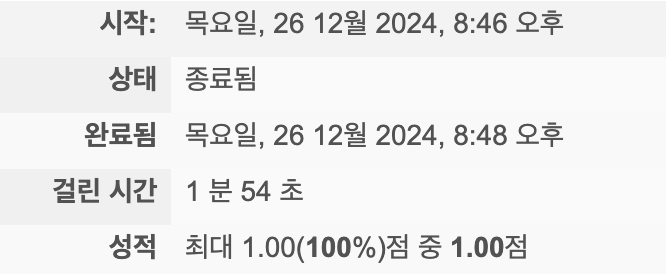 시작: 목요일, 26 12월 2024, 8:46 오후
상태 종료됨
완료됨 목요일, 26 12월 2024, 8:48 오후
걸린 시간 1 분 54 초
성적 최대 1.00(100%)점 중 1.00점